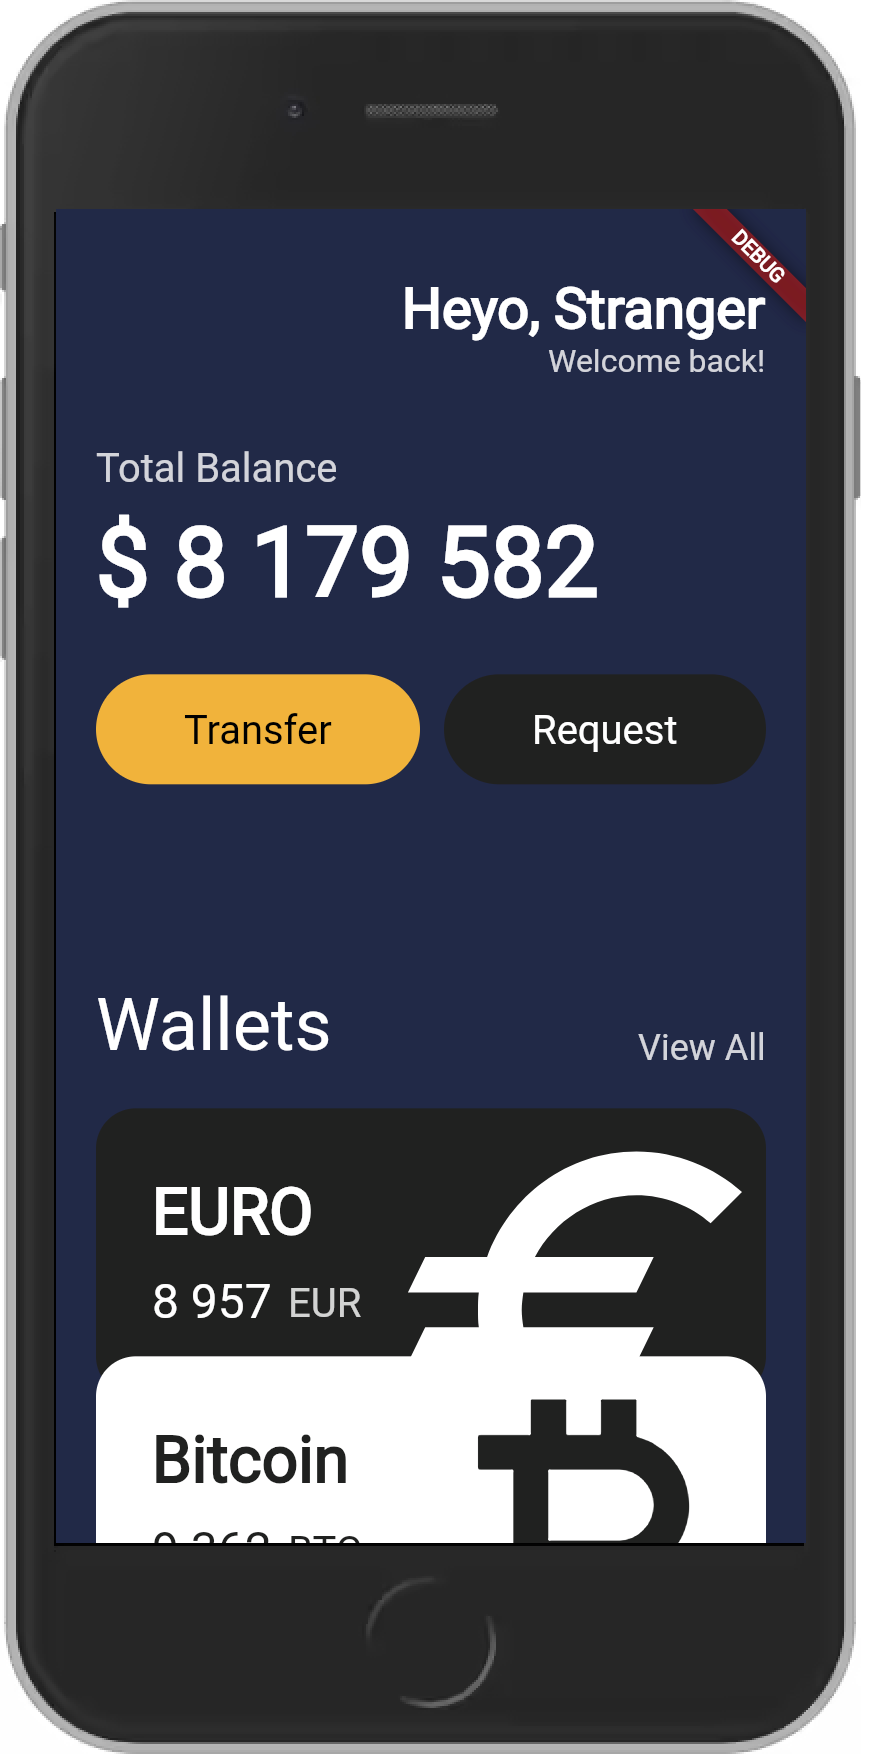 DEBUG
Heyo, Stranger
Welcome back!
Total Balance
$ 8 179 582
Transfer
Request
Wallets
View All
EURO
8 957 EUR
Bitcoin